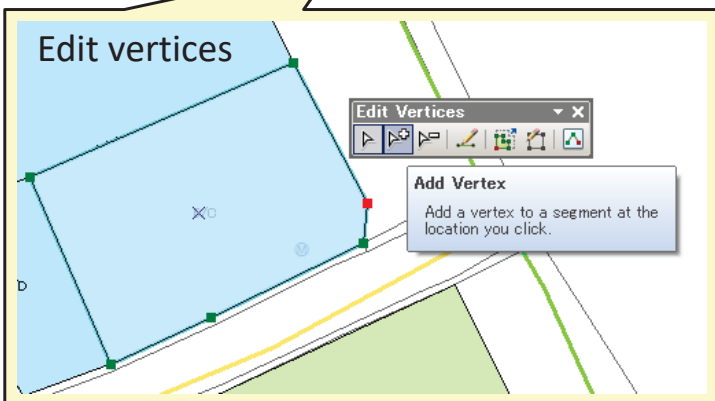 Edit vertices
Edit Vertices
Add Vertex
Add a vertex to a segment at the
location you click.